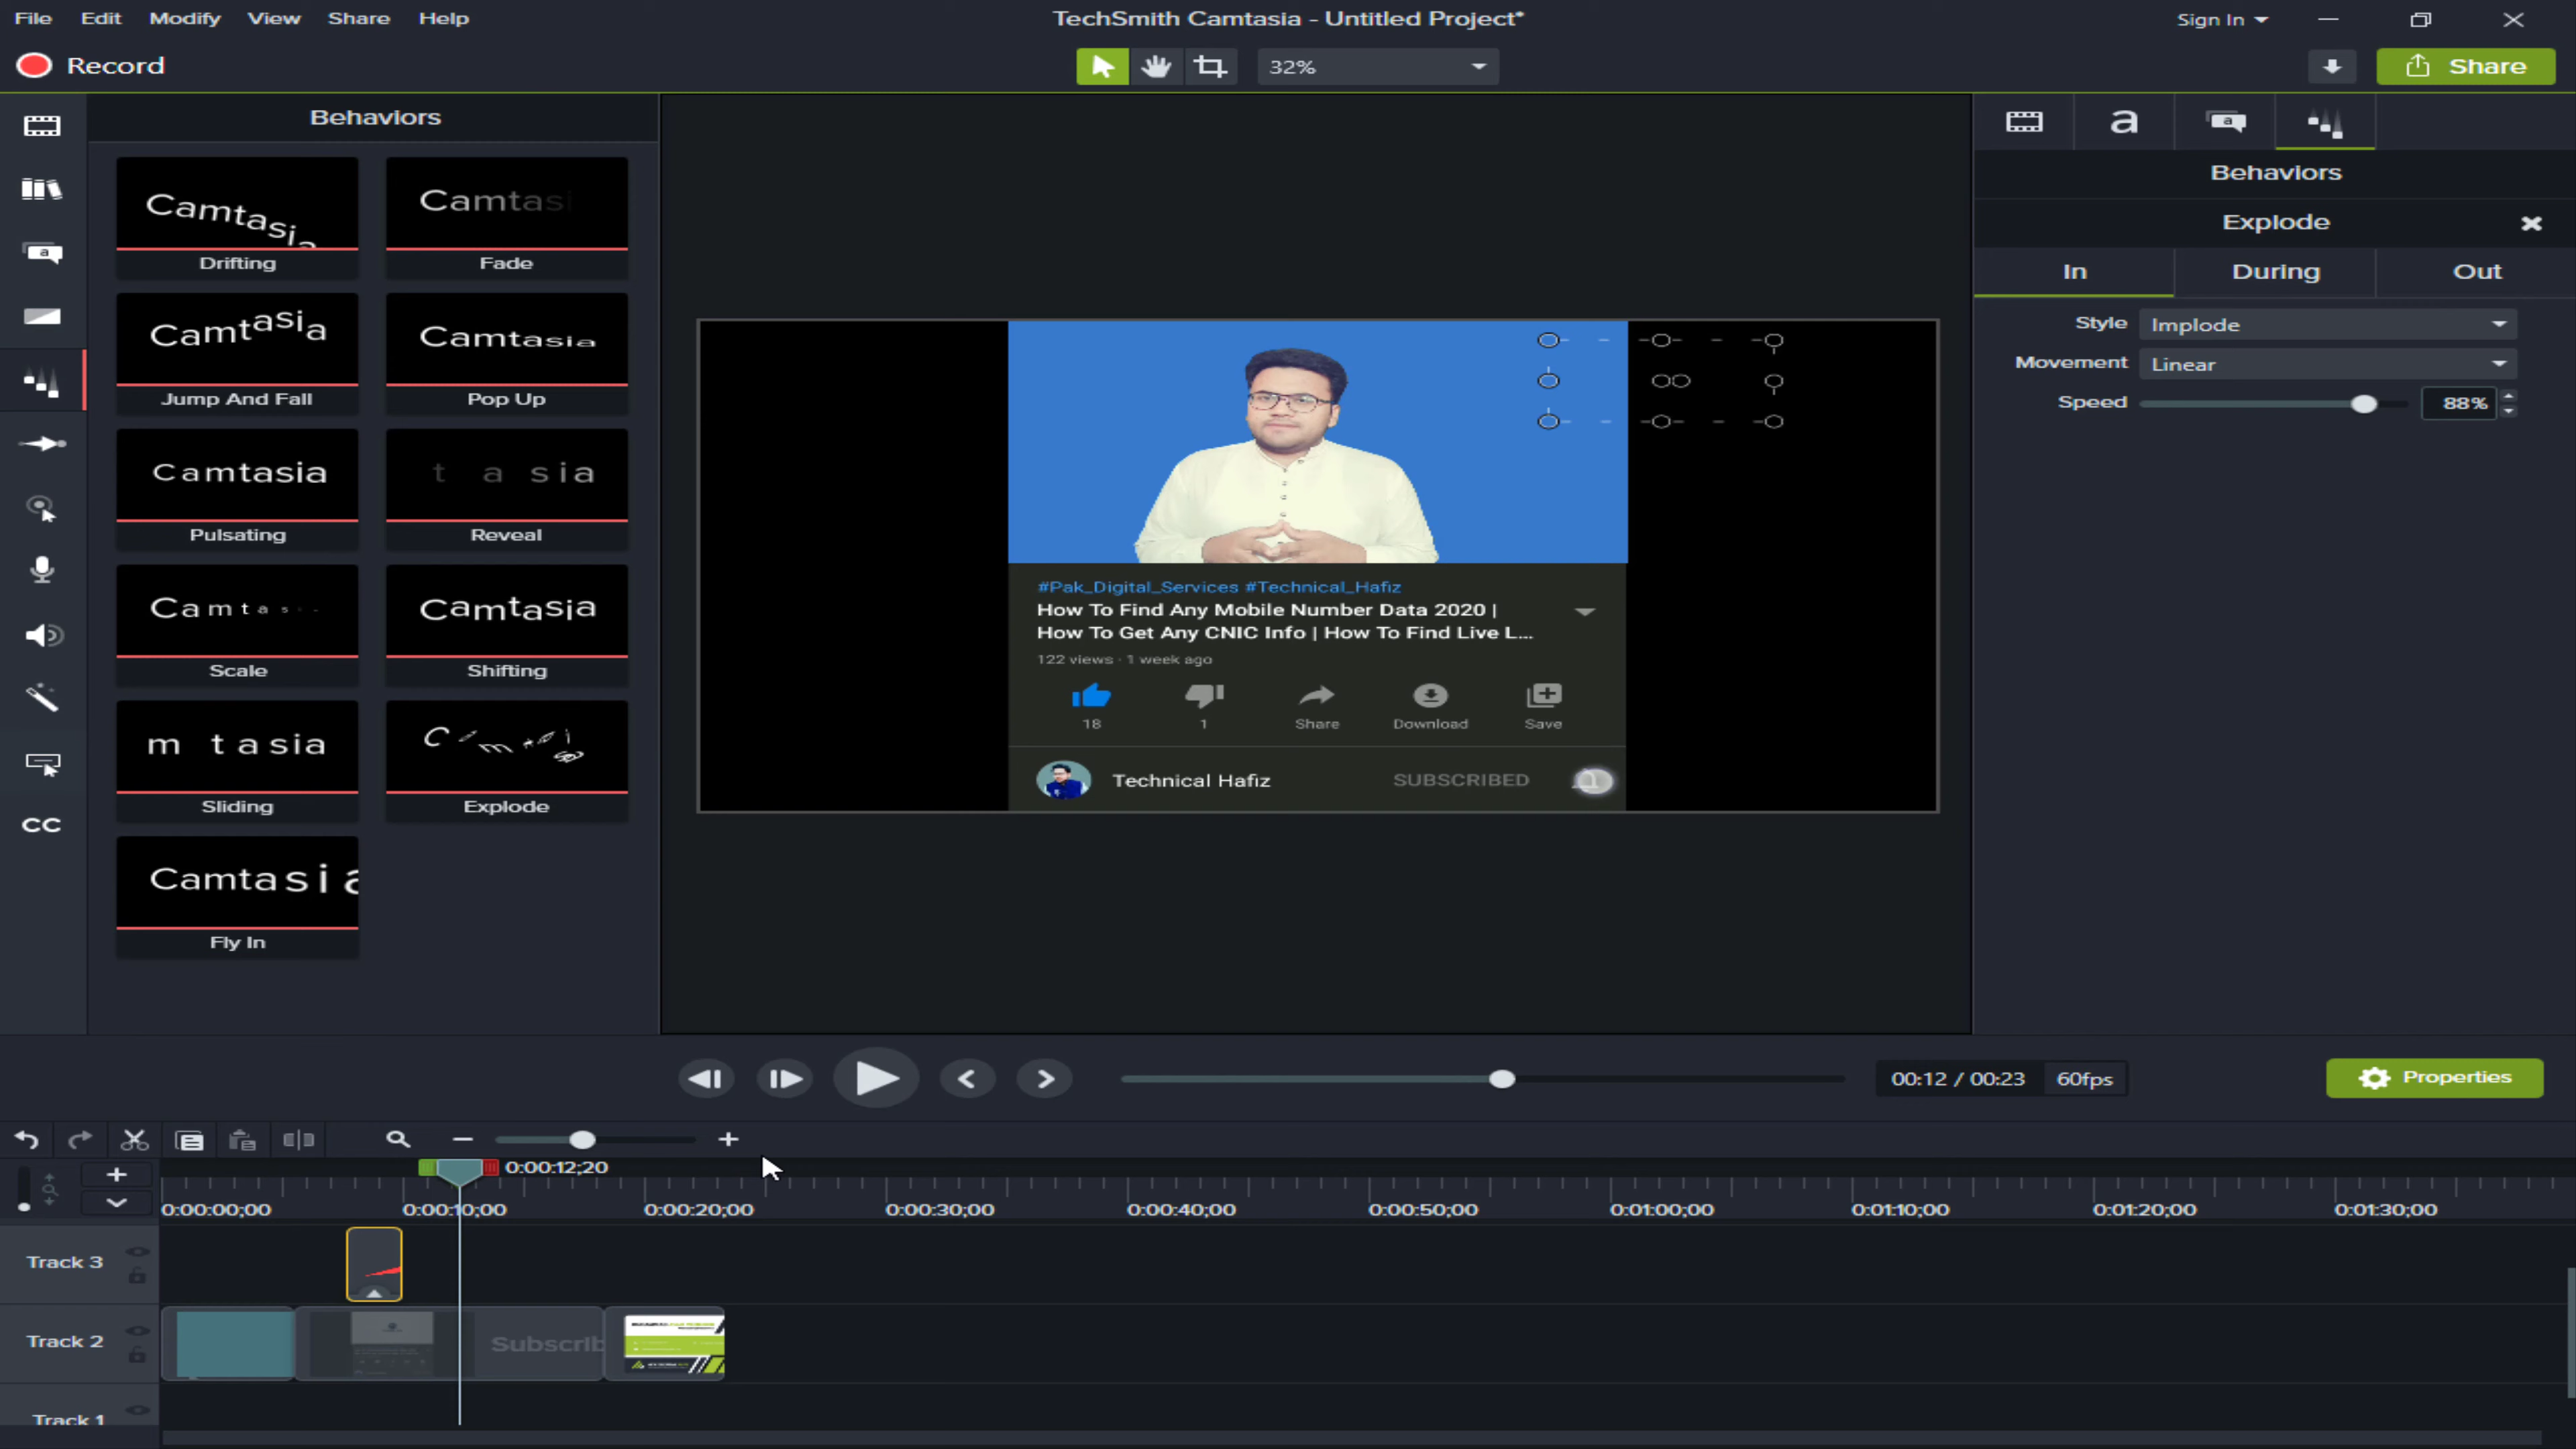 File Edit Modify View Share Help
TechSmith Camtasia - Untitled Project*
Sign In
Record
32%
Share
Behaviors
Camtasia
Drifting
Camtasi
Fade
Camtasia
Jump And Fall
Camtasia
Pop Up
Camtasia
Pulsating
t a sia
Reveal
Camtas
Scale
Camtasia
Shifting
m tasia
Sliding
Explode
Camtasia
Fly In
CC
#Pak_Digital_Services #Technical_Hafiz
How To Find Any Mobile Number Data 2020 |
How To Get Any CNIC Info | How To Find Live L...
122 views · 1 week ago
18 1 Share Download Save
Technical Hafiz SUBSCRIBED
a
Behaviors
Explode
In During Out
Style Implode
Movement Linear
Speed 88%
00:12 / 00:23 60fps
Properties
0:00:12;20
0:00:00;00 0:00:10;00 0:00:20;00 0:00:30;00 0:00:40;00 0:00:50;00 0:01:00;00 0:01:10;00 0:01:20;00 0:01:30;00
Track 3
Track 2
Subscrib
Track 1